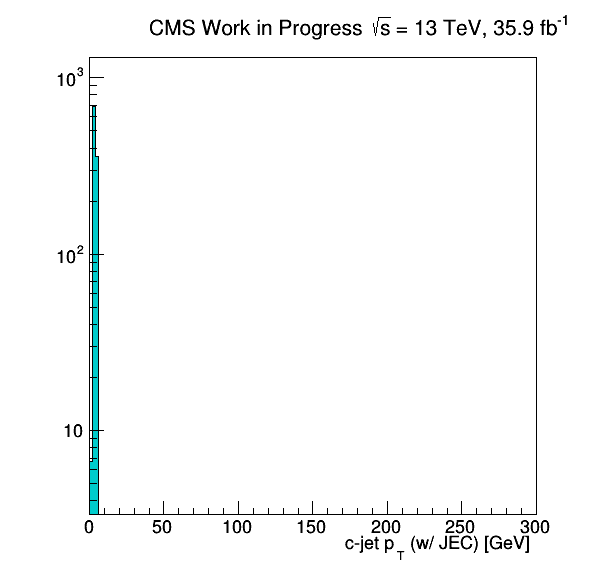 CMS Work in Progress √s = 13 TeV, 35.9 fb⁻¹
10³
10²
10
0 50 100 150 200 250 300
c-jet p_T (w/ JEC) [GeV]